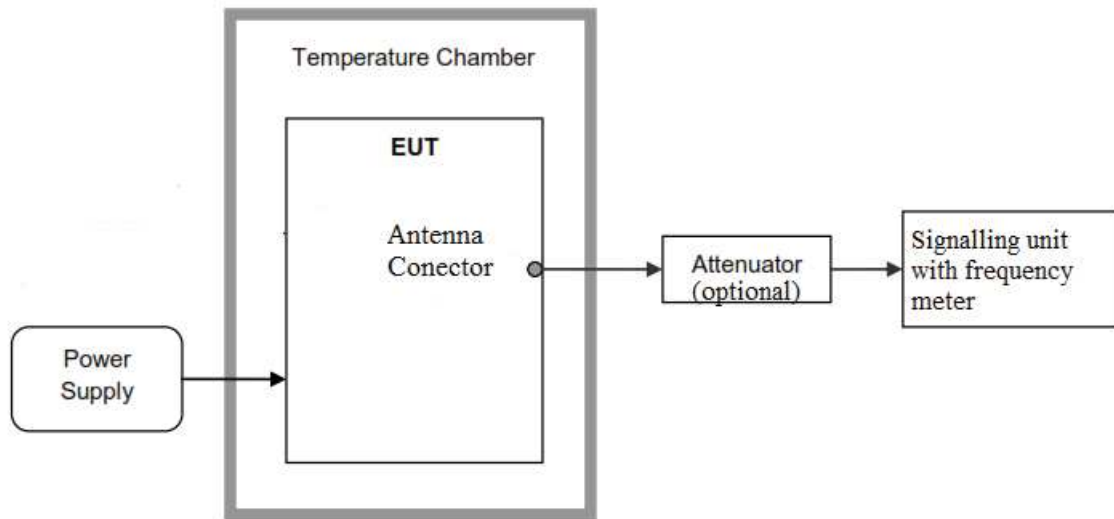 Temperature Chamber
EUT
Antenna
Conector
Attenuator
(optional)
Signalling unit
with frequency
meter
Power
Supply